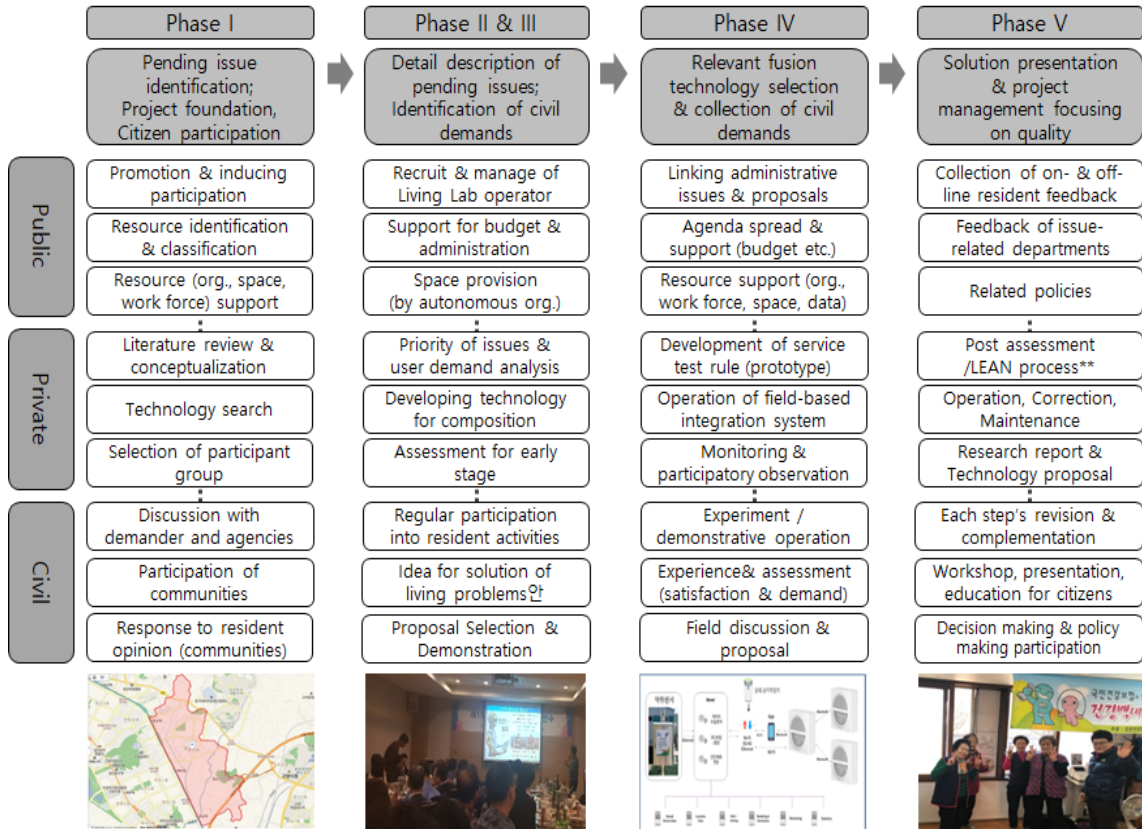 Phase I
Phase II & III
Phase IV
Phase V
Pending issue
identification;
Project foundation,
Citizen participation
Detail description of
pending issues;
Identification of civil
demands
Relevant fusion
technology selection
& collection of civil
demands
Solution presentation
& project
management focusing
on quality
Public
Promotion & inducing
participation
Recruit & manage of
Living Lab operator
Linking administrative
issues & proposals
Collection of on- & off-
line resident feedback
Resource identification
& classification
Support for budget &
administration
Agenda spread &
support (budget etc.)
Feedback of issue-
related departments
Resource (org., space,
work force) support
Space provision
(by autonomous org.)
Resource support (org.,
work force, space, data)
Related policies
Private
Literature review &
conceptualization
Priority of issues &
user demand analysis
Development of service
test rule (prototype)
Post assessment
/LEAN process**
Technology search
Developing technology
for composition
Operation of field-based
integration system
Operation, Correction,
Maintenance
Selection of participant
group
Assessment for early
stage
Monitoring &
participatory observation
Research report &
Technology proposal
Civil
Discussion with
demander and agencies
Regular participation
into resident activities
Experiment /
demonstrative operation
Each step's revision &
complementation
Participation of
communities
Idea for solution of
living problems안
Experience& assessment
(satisfaction & demand)
Workshop, presentation,
education for citizens
Response to resident
opinion (communities)
Proposal Selection &
Demonstration
Field discussion &
proposal
Decision making & policy
making participation
국민건강보험
건강백세